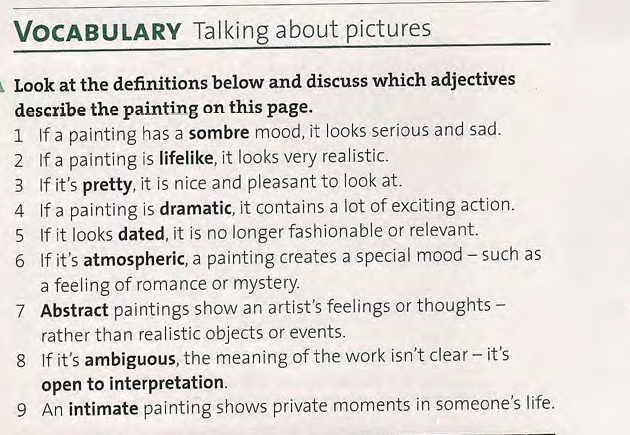 VOCABULARY Talking about pictures
Look at the definitions below and discuss which adjectives
describe the painting on this page.
1 If a painting has a sombre mood, it looks serious and sad.
2 If a painting is lifelike, it looks very realistic.
3 If it's pretty, it is nice and pleasant to look at.
4 If a painting is dramatic, it contains a lot of exciting action.
5 If it looks dated, it is no longer fashionable or relevant.
6 If it's atmospheric, a painting creates a special mood – such as
a feeling of romance or mystery.
7 Abstract paintings show an artist's feelings or thoughts –
rather than realistic objects or events.
8 If it's ambiguous, the meaning of the work isn't clear – it's
open to interpretation.
9 An intimate painting shows private moments in someone's life.